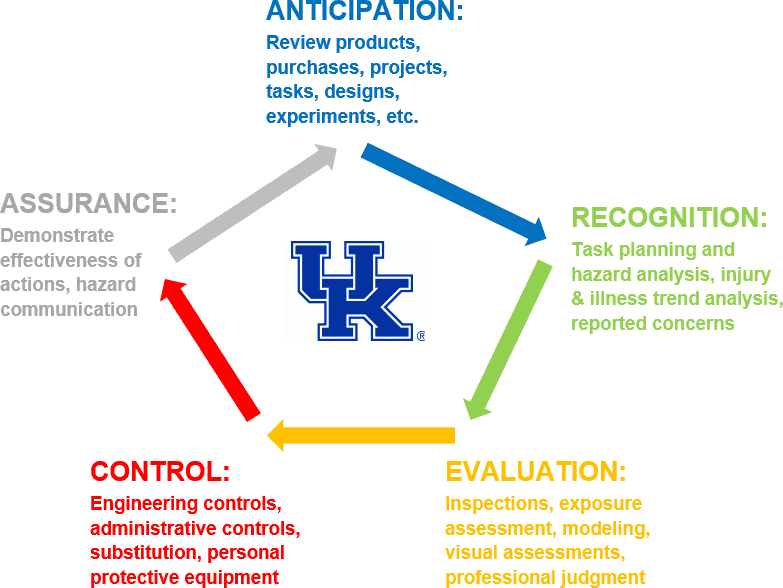 ANTICIPATION:
Review products,
purchases, projects,
tasks, designs,
experiments, etc.
RECOGNITION:
Task planning and
hazard analysis, injury
& illness trend analysis,
reported concerns
EVALUATION:
Inspections, exposure
assessment, modeling,
visual assessments,
professional judgment
CONTROL:
Engineering controls,
administrative controls,
substitution, personal
protective equipment
ASSURANCE:
Demonstrate
effectiveness of
actions, hazard
communication
UK®